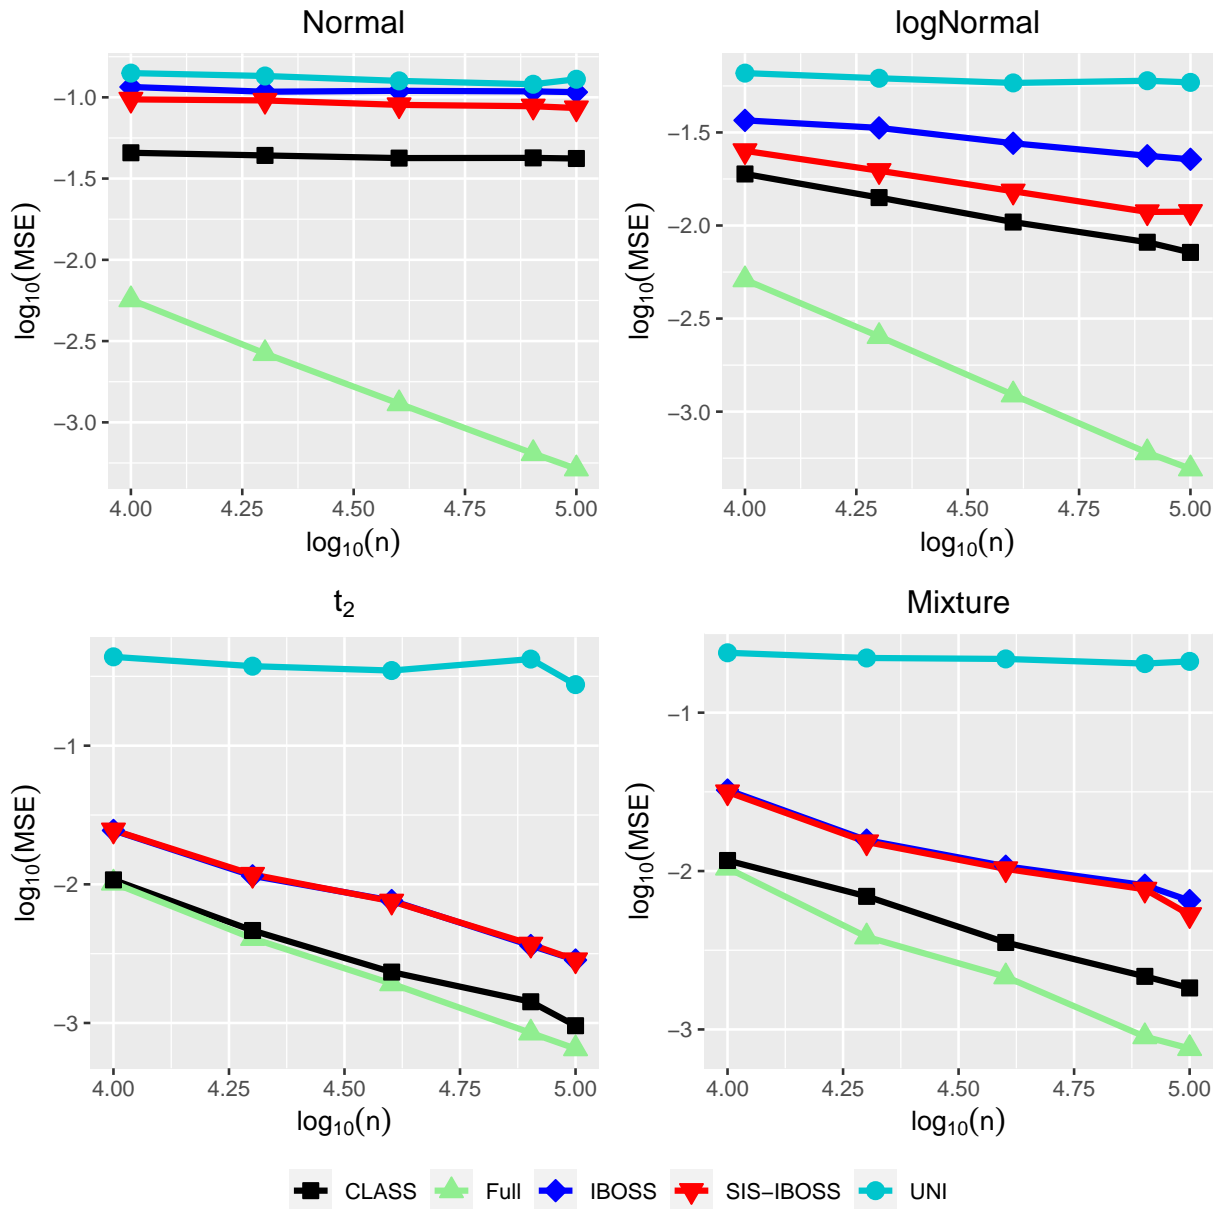 Normal
logNormal
−1.0
−1.5
−2.0
−2.5
−3.0
log10(MSE)
4.00 4.25 4.50 4.75 5.00
log10(n)
−1.5
−2.0
−2.5
−3.0
log10(MSE)
4.00 4.25 4.50 4.75 5.00
log10(n)
t2
Mixture
−1
−2
−3
log10(MSE)
4.00 4.25 4.50 4.75 5.00
log10(n)
−1
−2
−3
log10(MSE)
4.00 4.25 4.50 4.75 5.00
log10(n)
CLASS Full IBOSS SIS−IBOSS UNI